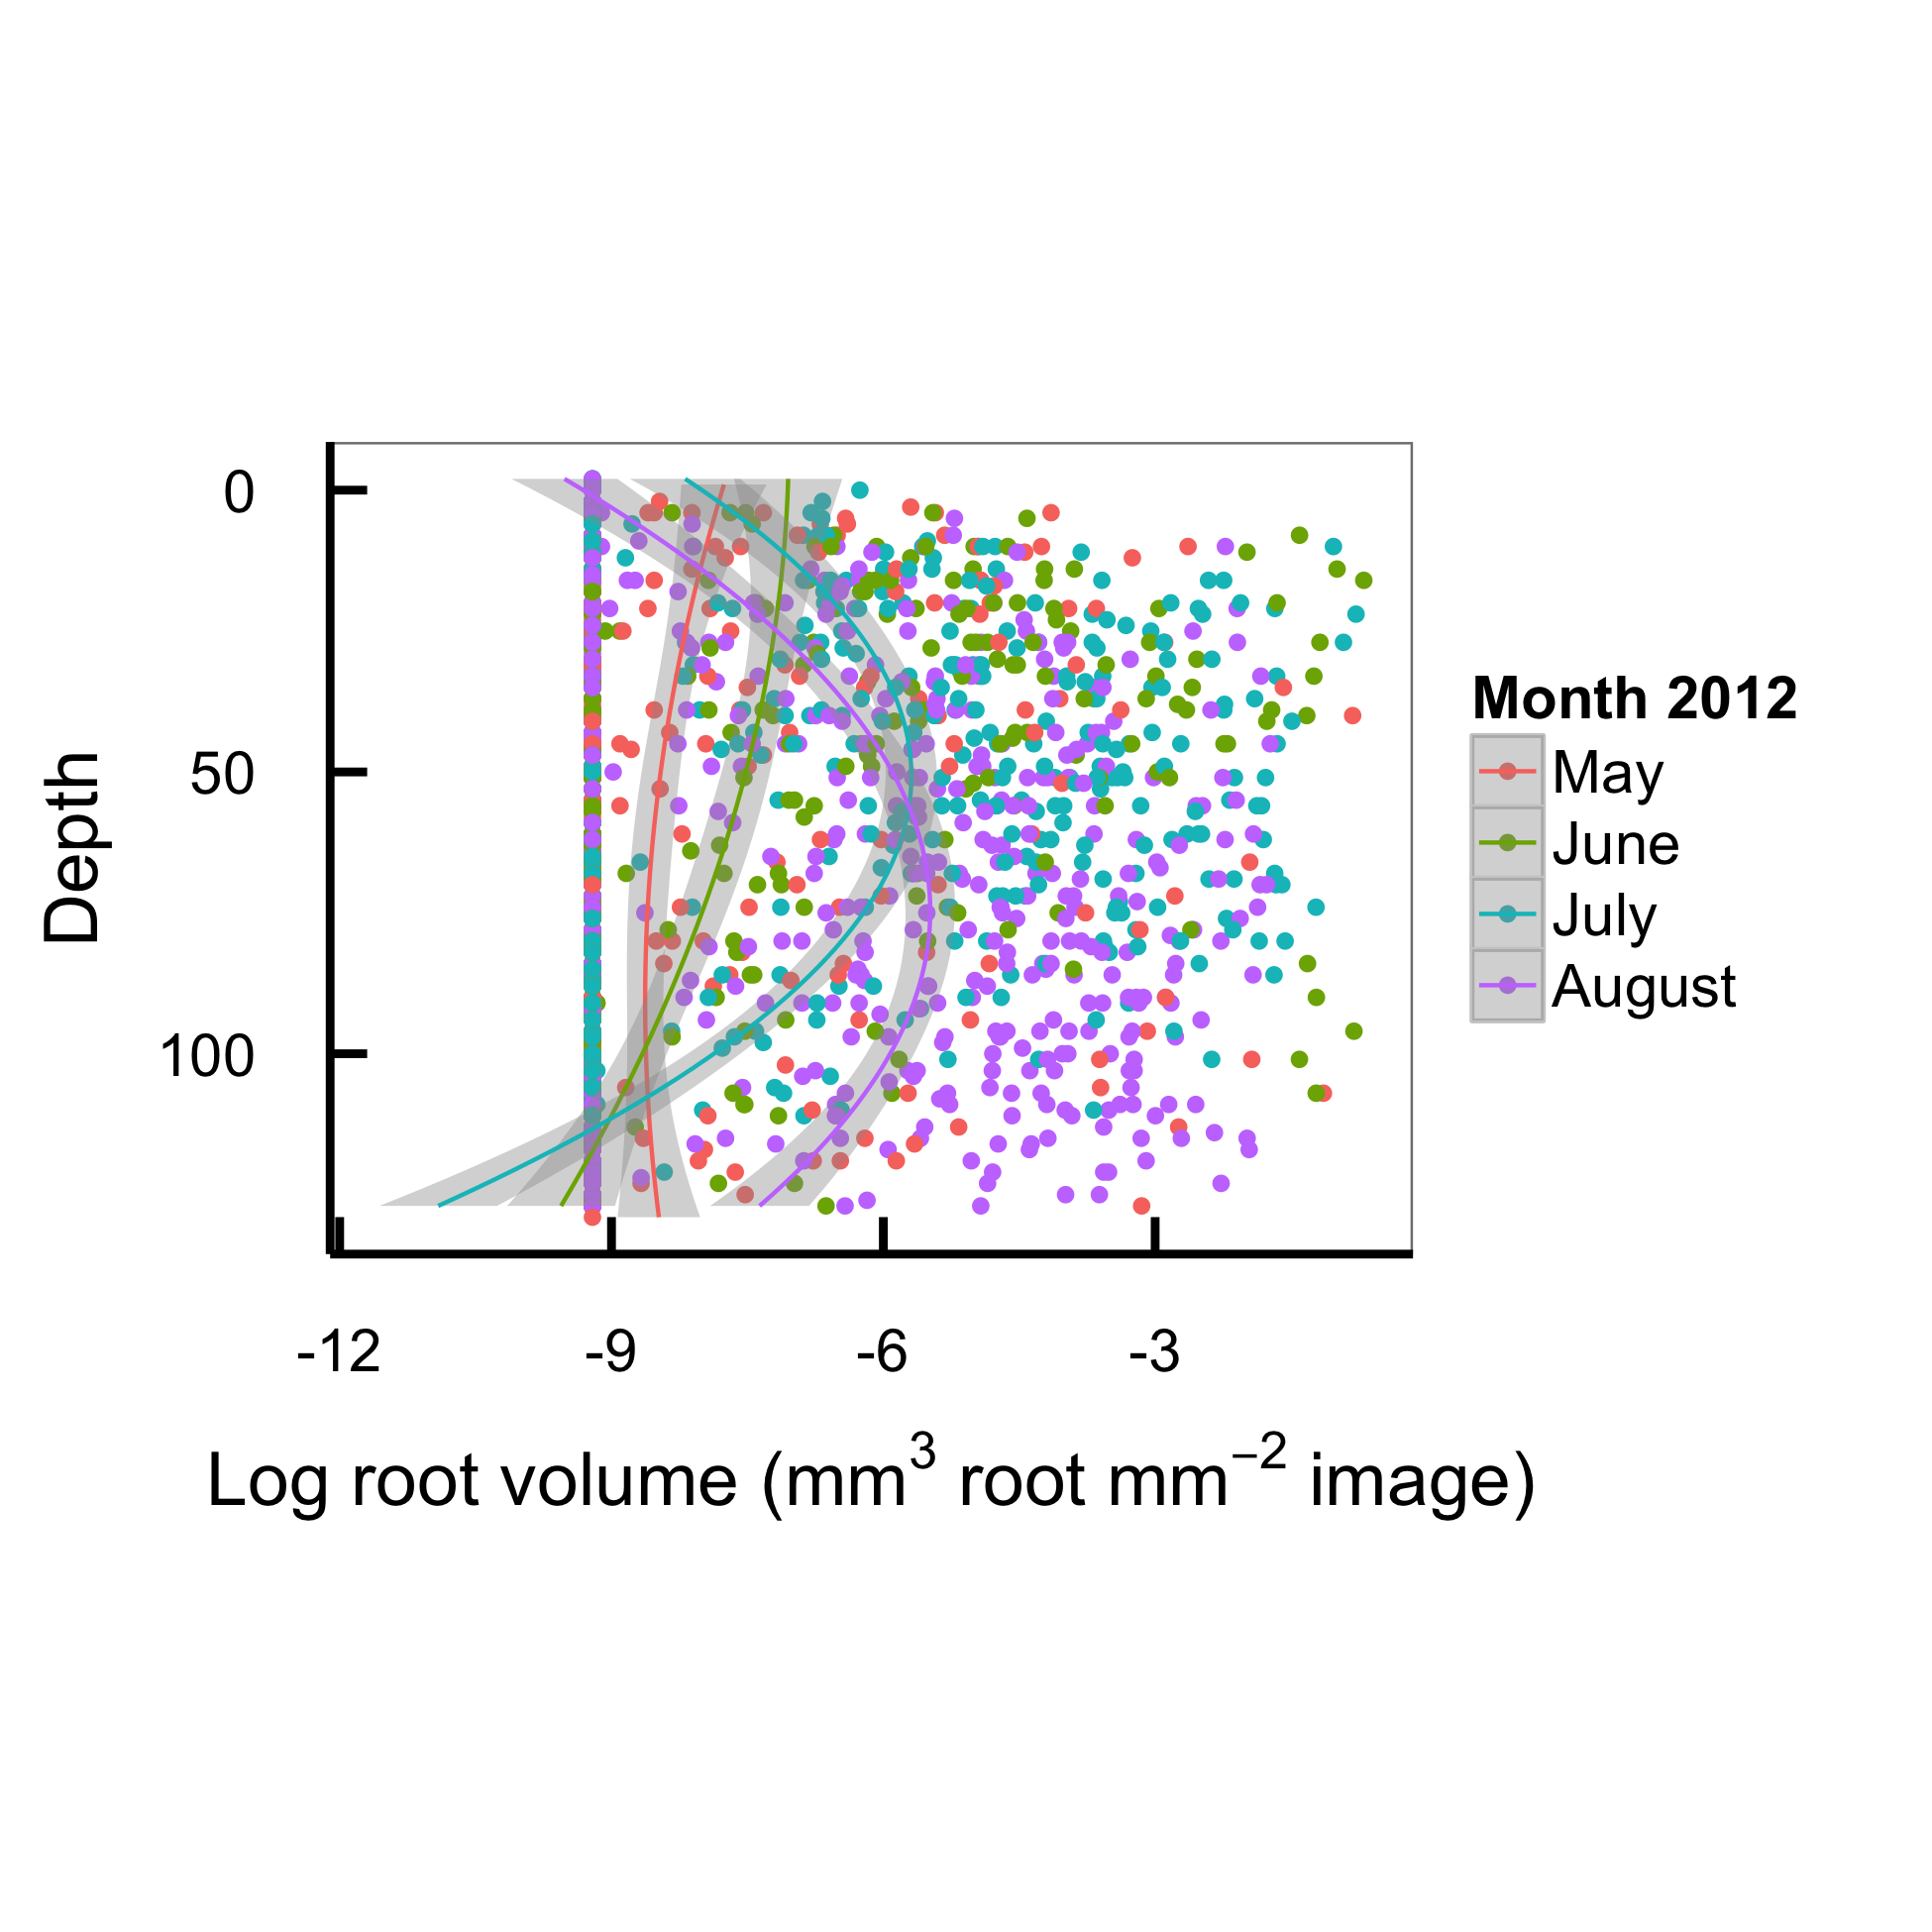 0
50
100
Depth
-12 -9 -6 -3
Log root volume (mm³ root mm⁻² image)
Month 2012
May
June
July
August